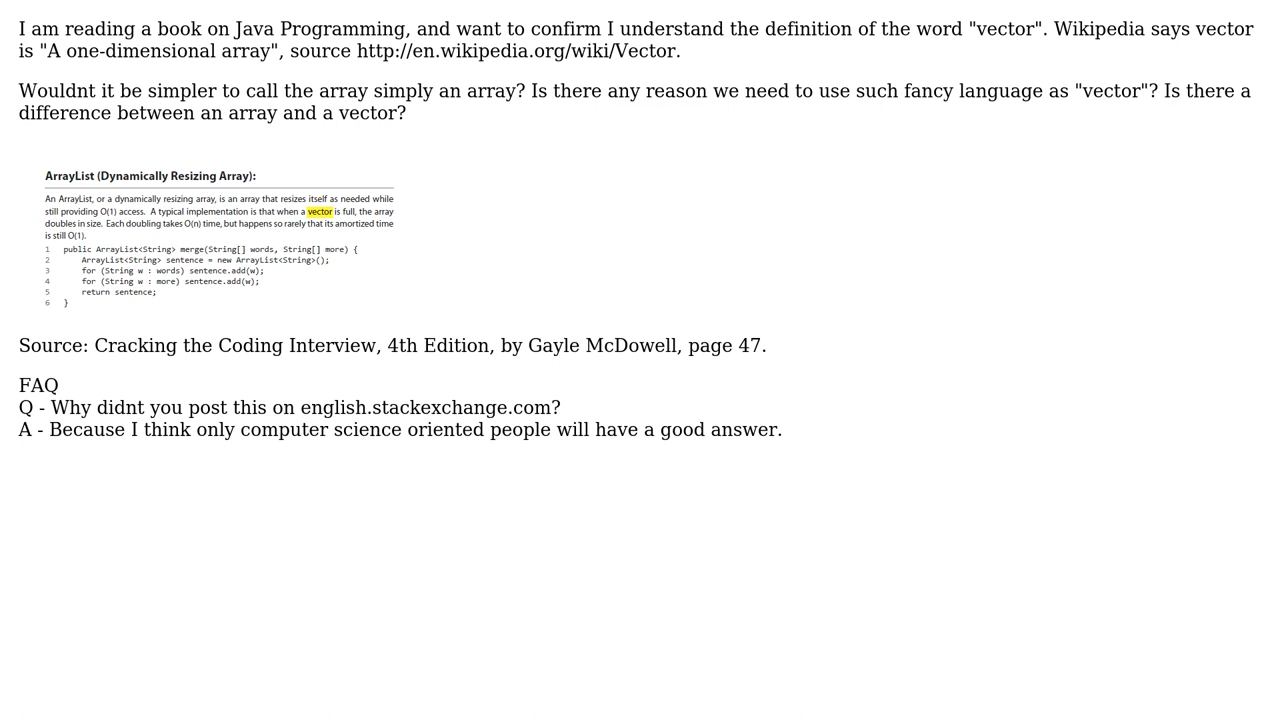 I am reading a book on Java Programming, and want to confirm I understand the definition of the word "vector". Wikipedia says vector
is "A one-dimensional array", source http://en.wikipedia.org/wiki/Vector.
Wouldnt it be simpler to call the array simply an array? Is there any reason we need to use such fancy language as "vector"? Is there a
difference between an array and a vector?
ArrayList (Dynamically Resizing Array):
An ArrayList, or a dynamically resizing array, is an array that resizes itself as needed while
still providing O(1) access. A typical implementation is that when a vector is full, the array
doubles in size. Each doubling takes O(n) time, but happens so rarely that its amortized time
is still O(1).
1 public ArrayList<String> merge(String[] words, String[] more) {
2 ArrayList<String> sentence = new ArrayList<String>();
3 for (String w : words) sentence.add(w);
4 for (String w : more) sentence.add(w);
5 return sentence;
6 }
Source: Cracking the Coding Interview, 4th Edition, by Gayle McDowell, page 47.
FAQ
Q - Why didnt you post this on english.stackexchange.com?
A - Because I think only computer science oriented people will have a good answer.